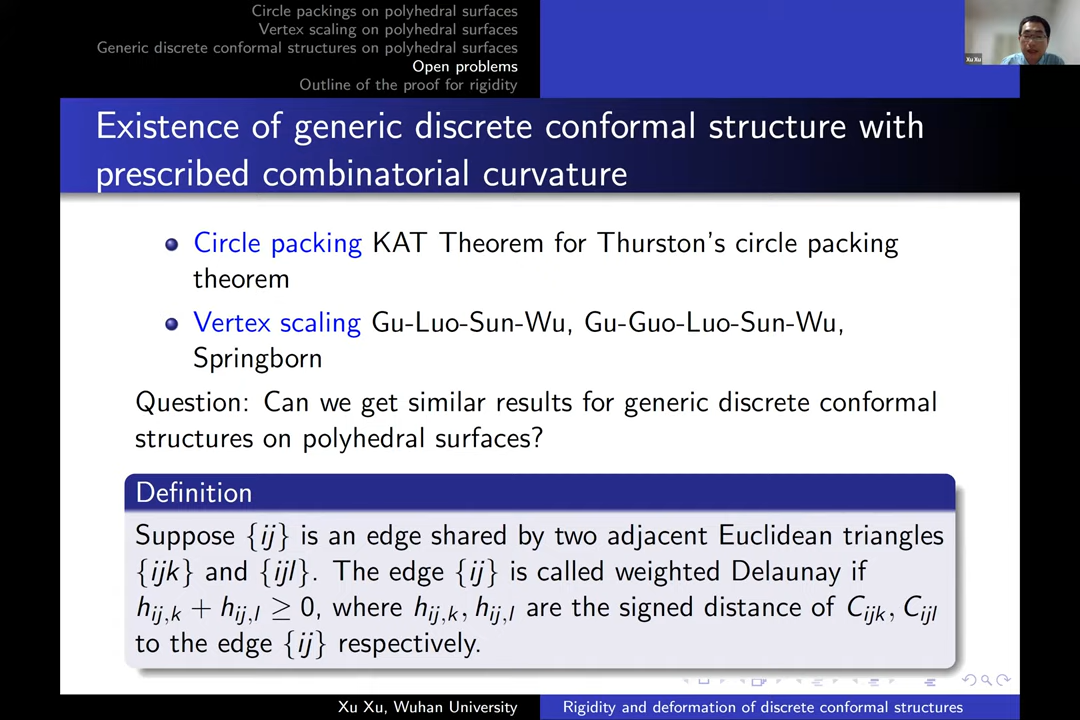 Circle packings on polyhedral surfaces
Vertex scaling on polyhedral surfaces
Generic discrete conformal structures on polyhedral surfaces
Open problems
Outline of the proof for rigidity
Xu Xu
Existence of generic discrete conformal structure with
prescribed combinatorial curvature
Circle packing KAT Theorem for Thurston's circle packing
theorem
Vertex scaling Gu-Luo-Sun-Wu, Gu-Guo-Luo-Sun-Wu,
Springborn
Question: Can we get similar results for generic discrete conformal
structures on polyhedral surfaces?
Definition
Suppose {ij} is an edge shared by two adjacent Euclidean triangles
{ijk} and {ijl}. The edge {ij} is called weighted Delaunay if
h_{ij,k} + h_{ij,l} ≥ 0, where h_{ij,k}, h_{ij,l} are the signed distance of C_{ijk}, C_{ijl}
to the edge {ij} respectively.
Xu Xu, Wuhan University
Rigidity and deformation of discrete conformal structures